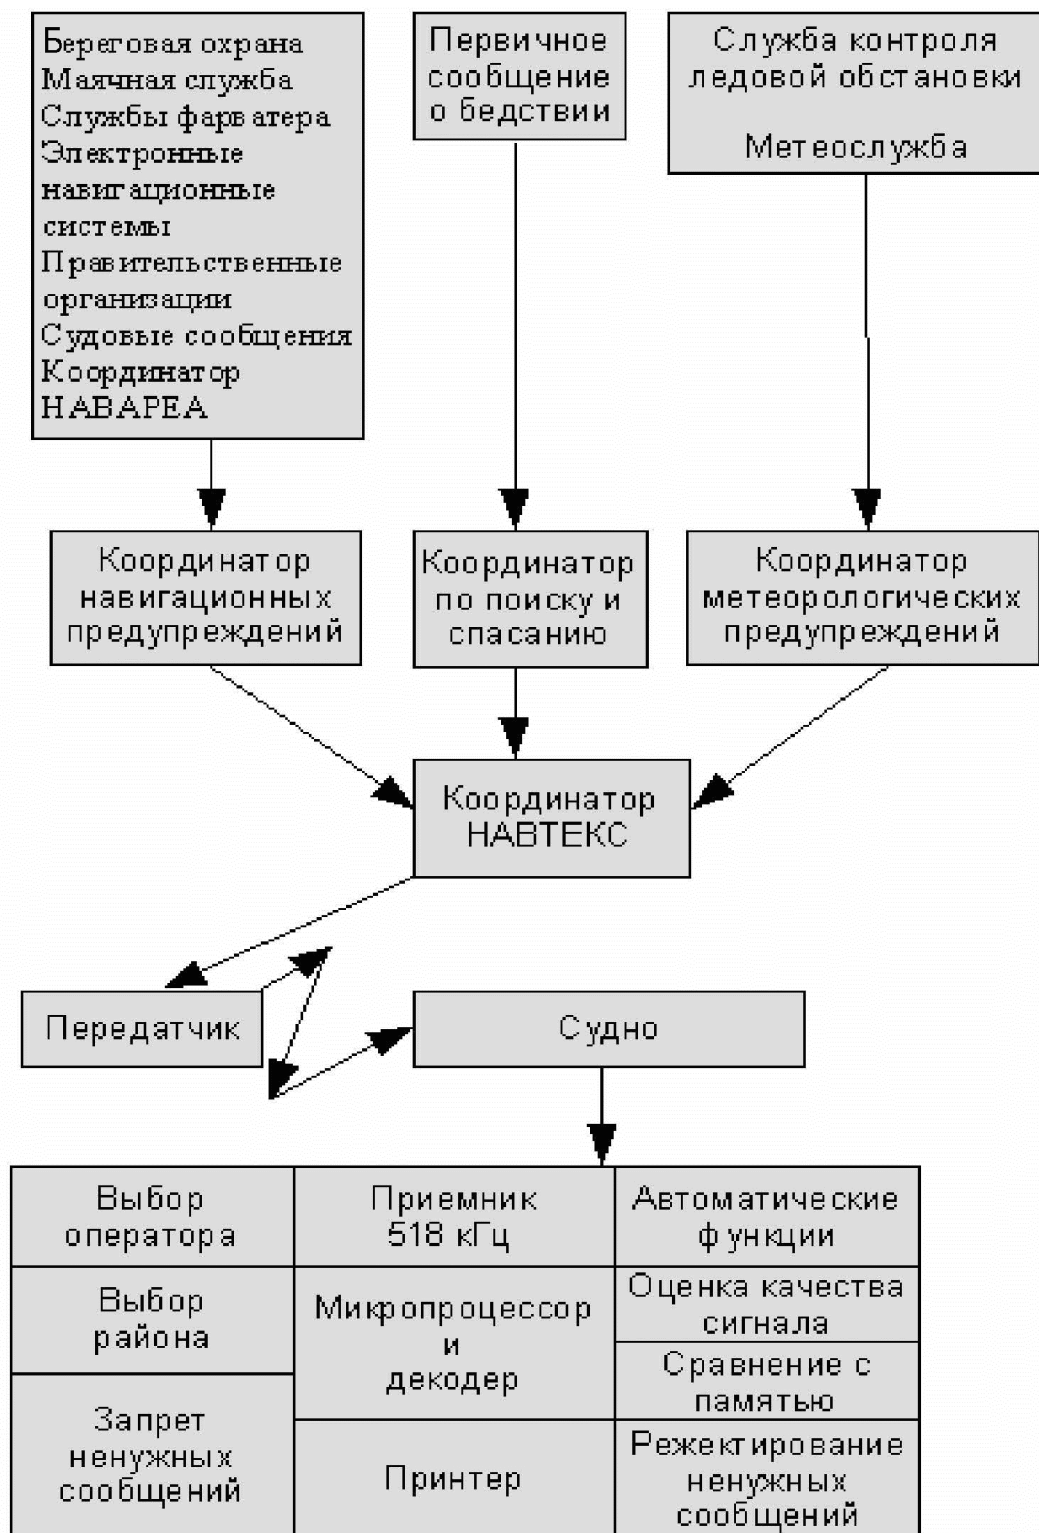 Береговая охрана
Маячная служба
Службы фарватера
Электронные
навигационные
системы
Правительственные
организации
Судовые сообщения
Координатор
НАВАРЕА
Первичное
сообщение
о бедствии
Служба контроля
ледовой обстановки
Метеослужба
Координатор
навигационных
предупреждений
Координатор
по поиску и
спасанию
Координатор
метеорологических
предупреждений
Координатор
НАВТЕКС
Передатчик
Судно
Выбор
оператора
Приемник
518 кГц
Автоматические
функции
Выбор
района
Микропроцессор
и
декодер
Оценка качества
сигнала
Сравнение с
памятью
Запрет
ненужных
сообщений
Принтер
Режектирование
ненужных
сообщений